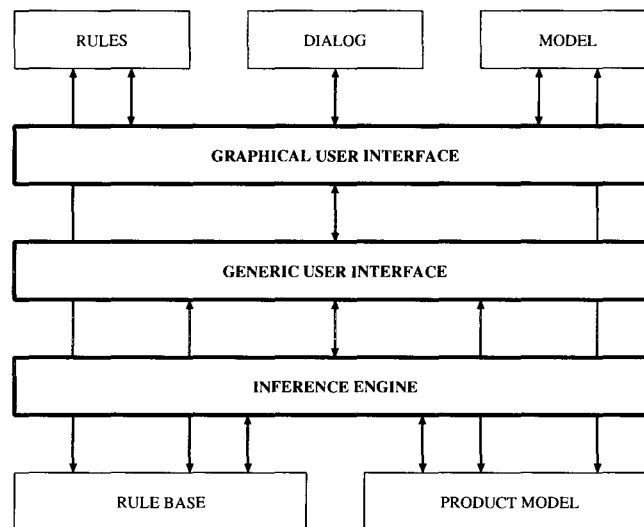 RULES
DIALOG
MODEL
GRAPHICAL USER INTERFACE
GENERIC USER INTERFACE
INFERENCE ENGINE
RULE BASE
PRODUCT MODEL